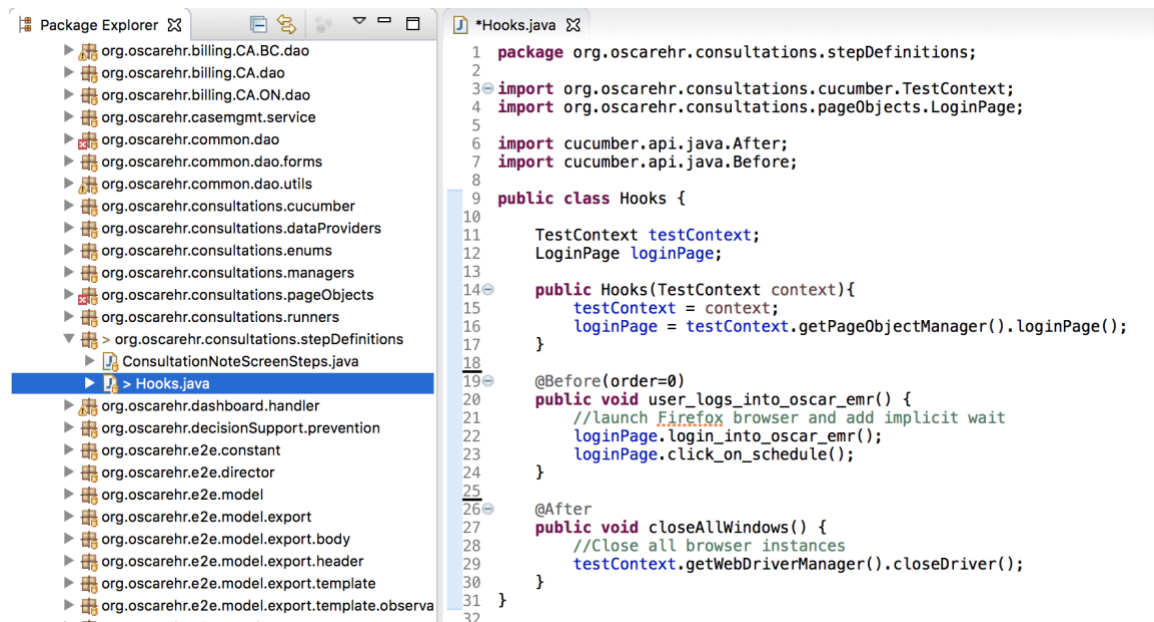 Package Explorer
org.oscarehr.billing.CA.BC.dao
org.oscarehr.billing.CA.dao
org.oscarehr.billing.CA.ON.dao
org.oscarehr.casemgmt.service
org.oscarehr.common.dao
org.oscarehr.common.dao.forms
org.oscarehr.common.dao.utils
org.oscarehr.consultations.cucumber
org.oscarehr.consultations.dataProviders
org.oscarehr.consultations.enums
org.oscarehr.consultations.managers
org.oscarehr.consultations.pageObjects
org.oscarehr.consultations.runners
> org.oscarehr.consultations.stepDefinitions
ConsultationNoteScreenSteps.java
> Hooks.java
org.oscarehr.dashboard.handler
org.oscarehr.decisionSupport.prevention
org.oscarehr.e2e.constant
org.oscarehr.e2e.director
org.oscarehr.e2e.model
org.oscarehr.e2e.model.export
org.oscarehr.e2e.model.export.body
org.oscarehr.e2e.model.export.header
org.oscarehr.e2e.model.export.template
org.oscarehr.e2e.model.export.template.observa
*Hooks.java
1 package org.oscarehr.consultations.stepDefinitions;
2
3 import org.oscarehr.consultations.cucumber.TestContext;
4 import org.oscarehr.consultations.pageObjects.LoginPage;
5
6 import cucumber.api.java.After;
7 import cucumber.api.java.Before;
8
9 public class Hooks {
10
11 TestContext testContext;
12 LoginPage loginPage;
13
14 public Hooks(TestContext context){
15 testContext = context;
16 loginPage = testContext.getPageObjectManager().loginPage();
17 }
18
19 @Before(order=0)
20 public void user_logs_into_oscar_emr() {
21 //launch Firefox browser and add implicit wait
22 loginPage.login_into_oscar_emr();
23 loginPage.click_on_schedule();
24 }
25
26 @After
27 public void closeAllWindows() {
28 //Close all browser instances
29 testContext.getWebDriverManager().closeDriver();
30 }
31 }
32